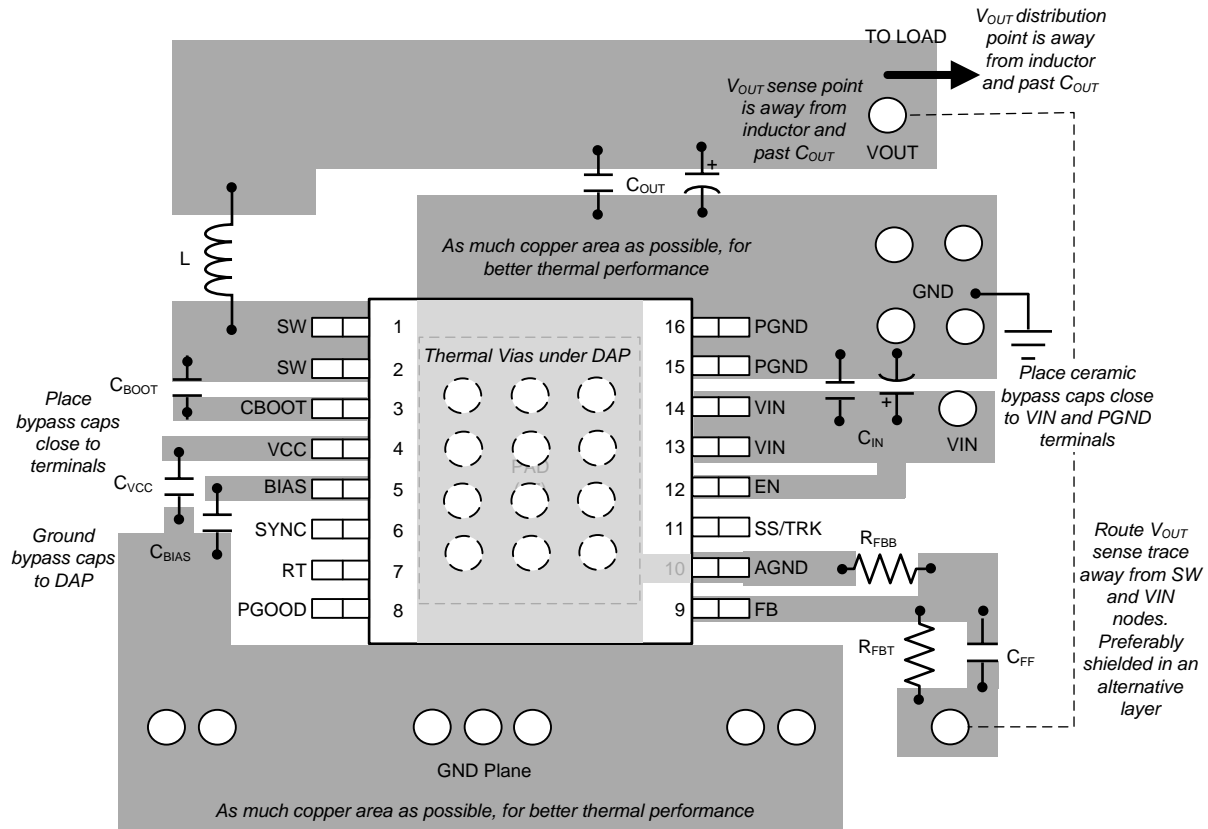 TO LOAD
VOUT distribution
point is away
from inductor
and past COUT
VOUT sense point
is away from
inductor and
past COUT
VOUT
COUT
+
L
As much copper area as possible, for
better thermal performance
GND
SW
1
16
PGND
SW
2
15
PGND
Thermal Vias under DAP
CBOOT
CBOOT
3
14
VIN
VCC
4
13
VIN
BIAS
5
12
EN
SYNC
6
11
SS/TRK
RT
7
10
AGND
PGOOD
8
9
FB
PAD
Place
bypass caps
close to
terminals
CVCC
CBIAS
Ground
bypass caps
to DAP
CIN
+
VIN
Place ceramic
bypass caps close
to VIN and PGND
terminals
RFBB
RFBT
CFF
Route VOUT
sense trace
away from SW
and VIN
nodes.
Preferably
shielded in an
alternative
layer
GND Plane
As much copper area as possible, for better thermal performance